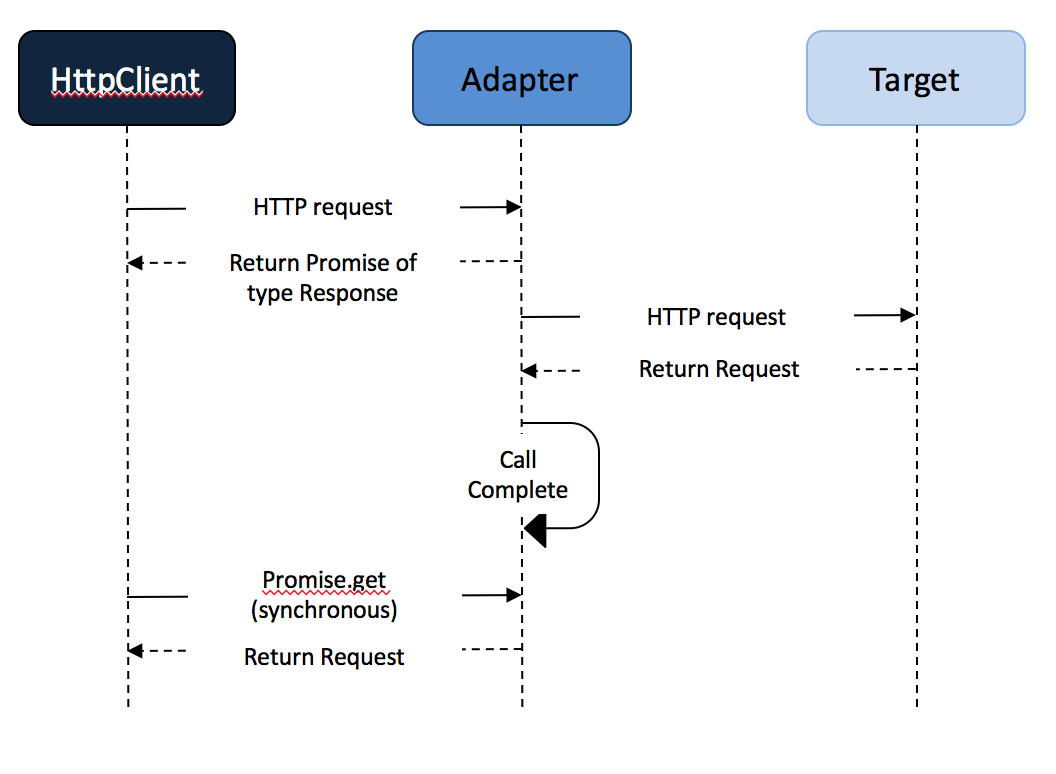 HttpClient
Adapter
Target
HTTP request
Return Promise of
type Response
HTTP request
Return Request
Call
Complete
Promise.get
(synchronous)
Return Request